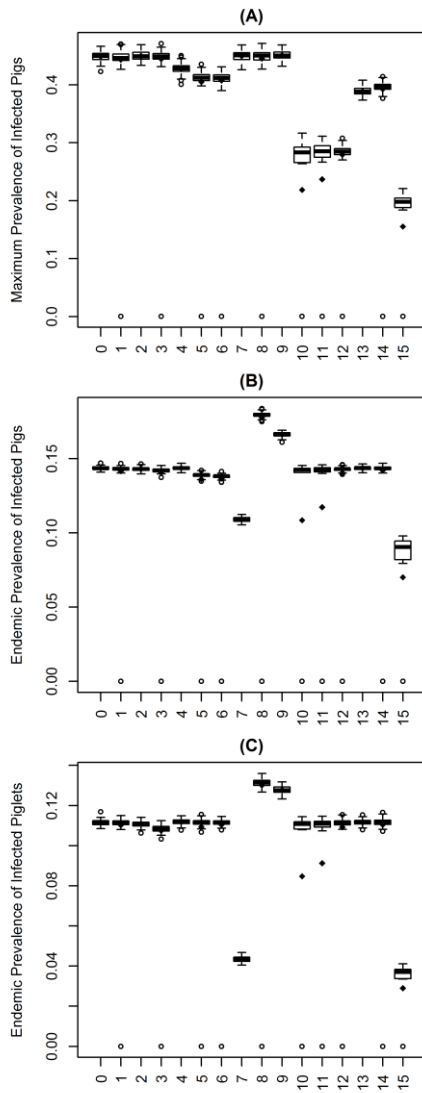 (A)
Maximum Prevalence of Infected Pigs
0.4
0.3
0.2
0.1
0.0
0 1 2 3 4 5 6 7 8 9 10 11 12 13 14 15
(B)
Endemic Prevalence of Infected Pigs
0.15
0.10
0.05
0.00
0 1 2 3 4 5 6 7 8 9 10 11 12 13 14 15
(C)
Endemic Prevalence of Infected Piglets
0.12
0.08
0.04
0.00
0 1 2 3 4 5 6 7 8 9 10 11 12 13 14 15